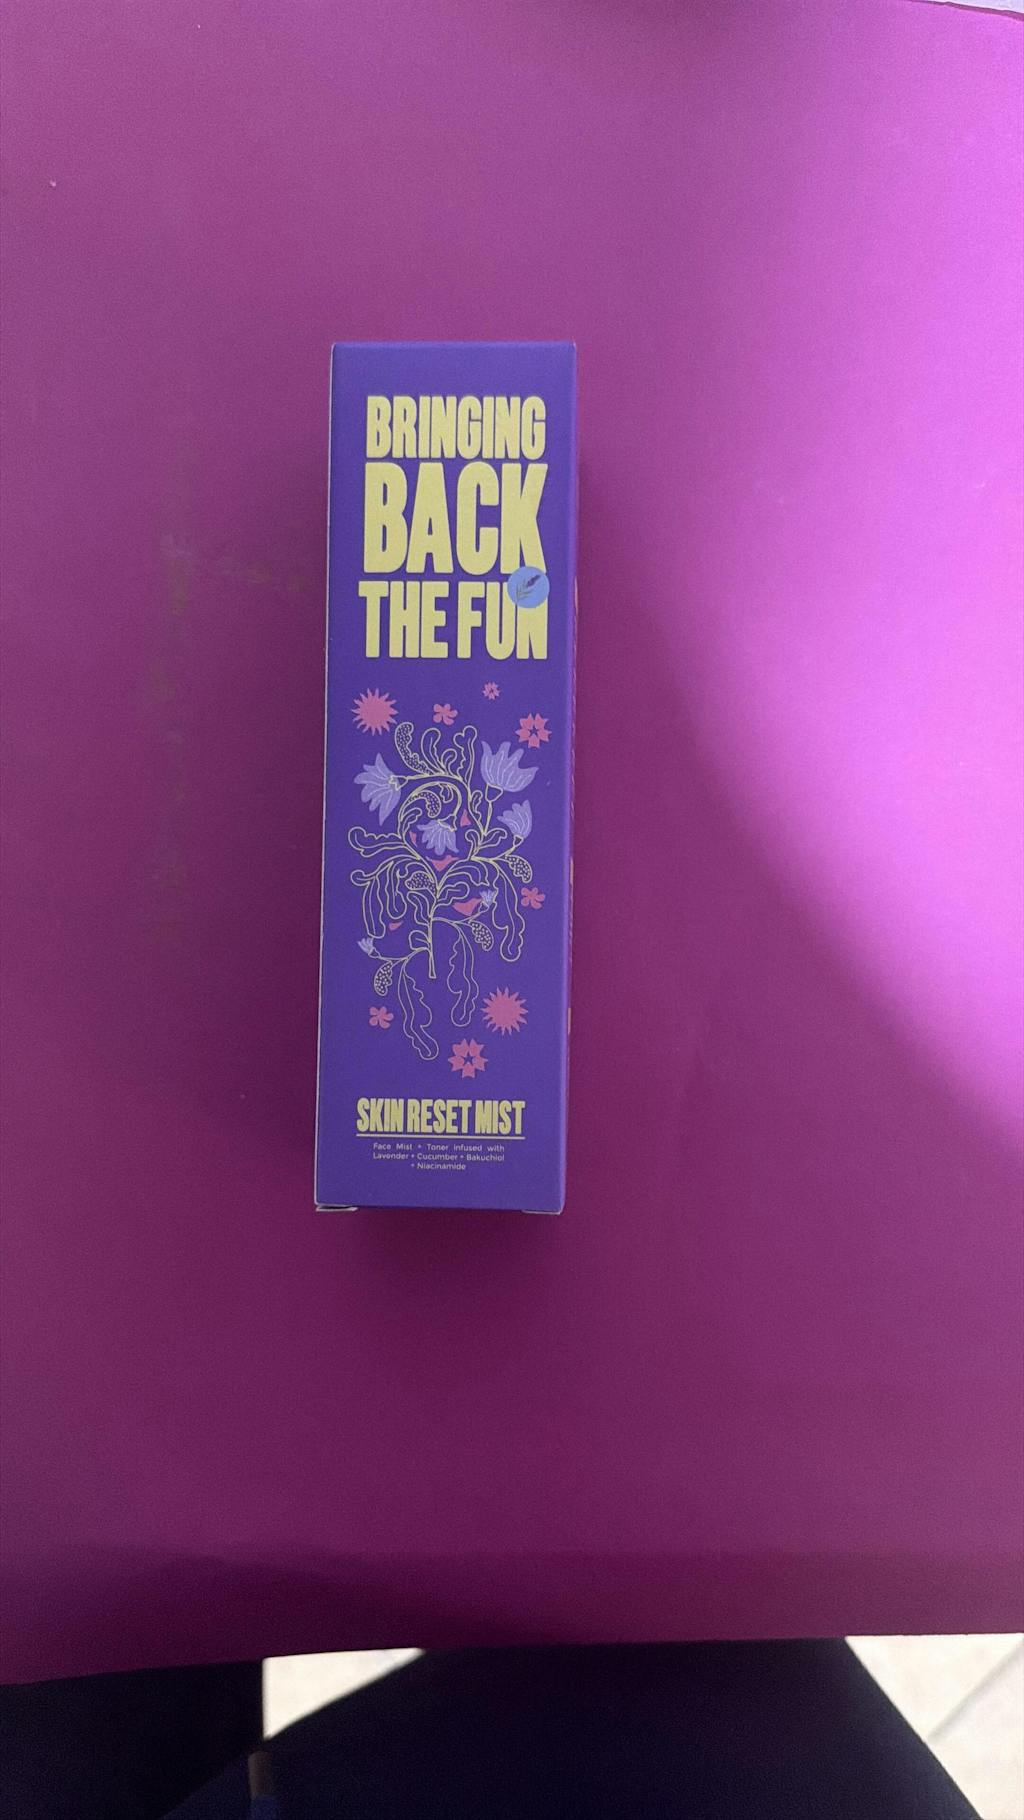 BRINGING
BACK
THE FUN
SKIN RESET MIST
Face Mist + Toner infused with
Lavender + Cucumber + Bakuchiol
+ Niacinamide